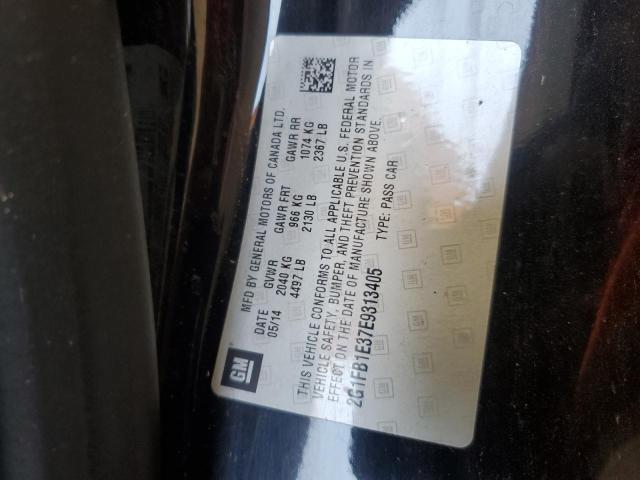 GM
MFD BY GENERAL MOTORS OF CANADA LTD.
DATE GVWR GAWR FRT GAWR RR
05/14 2040 KG 966 KG 1074 KG
4497 LB 2130 LB 2367 LB
THIS VEHICLE CONFORMS TO ALL APPLICABLE U.S. FEDERAL MOTOR
VEHICLE SAFETY, BUMPER, AND THEFT PREVENTION STANDARDS IN
EFFECT ON THE DATE OF MANUFACTURE SHOWN ABOVE.
2G1FB1E37E9313405 TYPE: PASS CAR